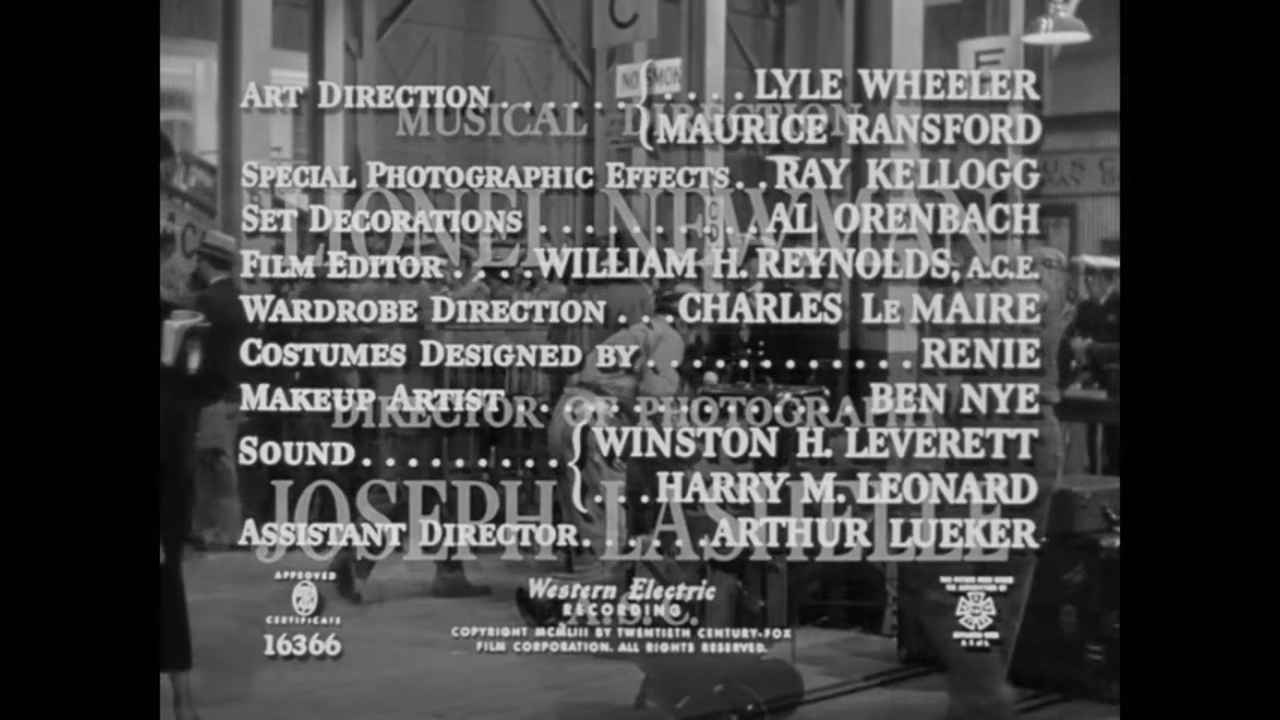 C
E
NO SMOK
ART DIRECTION . . . . . . { . . . . LYLE WHEELER
MAURICE RANSFORD
MUSICAL DIRECTION
SPECIAL PHOTOGRAPHIC EFFECTS . . RAY KELLOGG
LIONEL NEWMAN
SET DECORATIONS . . . . . . . . . . AL ORENBACH
FILM EDITOR . . . . WILLIAM H. REYNOLDS, A.C.E.
WARDROBE DIRECTION . . . CHARLES LE MAIRE
COSTUMES DESIGNED BY . . . . . . . . . . . . RENIE
MAKEUP ARTIST . . . . . . . . . . . . . . BEN NYE
DIRECTOR OF PHOTOGRAPHY
SOUND . . . . . . . . . { WINSTON H. LEVERETT
. . . HARRY M. LEONARD
JOSEPH LASHELLE
ASSISTANT DIRECTOR . . . . . . ARTHUR LUEKER
A.S.C.
APPROVED
CERTIFICATE
16366
Western Electric
RECORDING
COPYRIGHT MCMLIII BY TWENTIETH CENTURY-FOX
FILM CORPORATION. ALL RIGHTS RESERVED.